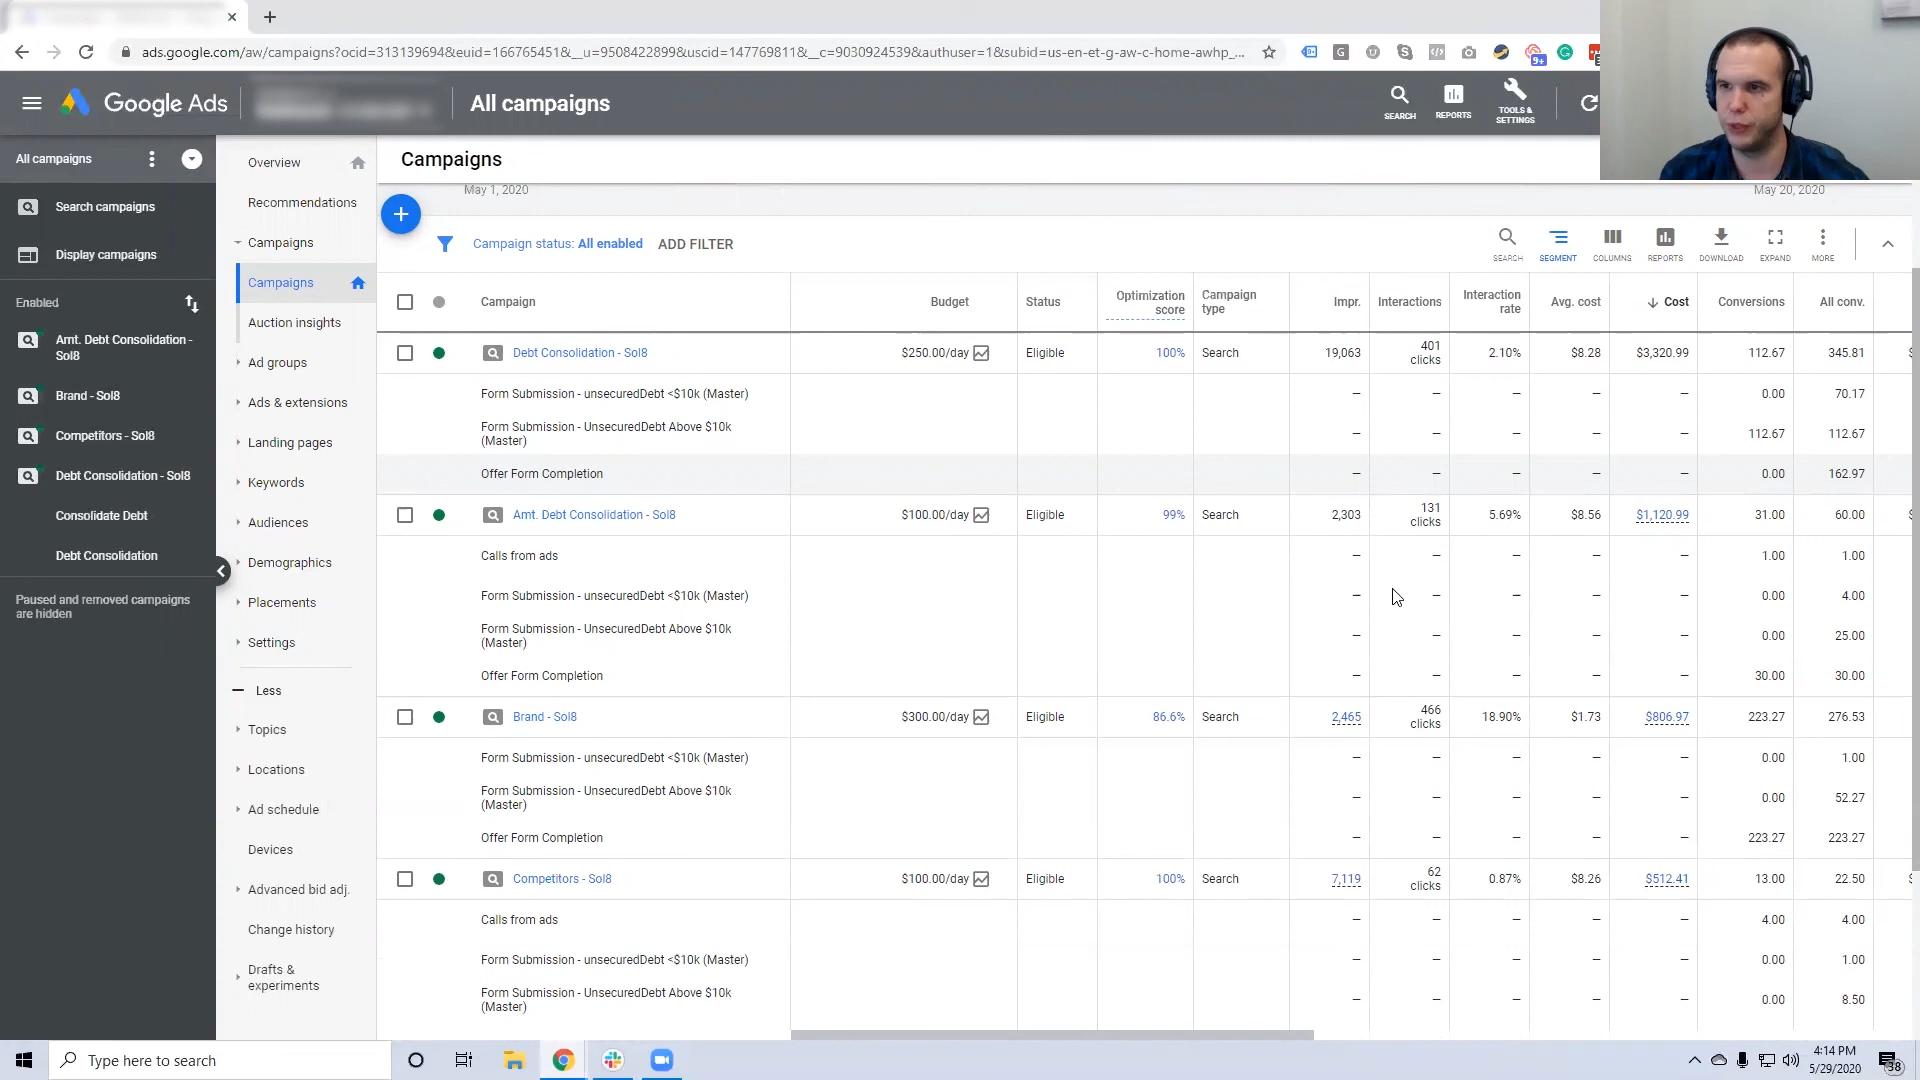 ads.google.com/aw/campaigns?ocid=313139694&euid=166765451&__u=9508422899&uscid=147769811&__c=9030924539&authuser=1&subid=us-en-et-g-aw-c-home-awhp_...
9+
Google Ads
All campaigns
SEARCH
REPORTS
TOOLS &
SETTINGS
All campaigns
Search campaigns
Display campaigns
Enabled
Amt. Debt Consolidation -
Sol8
Brand - Sol8
Competitors - Sol8
Debt Consolidation - Sol8
Consolidate Debt
Debt Consolidation
Paused and removed campaigns
are hidden
Overview
Recommendations
Campaigns
Campaigns
Auction insights
Ad groups
Ads & extensions
Landing pages
Keywords
Audiences
Demographics
Placements
Settings
Less
Topics
Locations
Ad schedule
Devices
Advanced bid adj.
Change history
Drafts &
experiments
Campaigns
May 1, 2020
May 20, 2020
Campaign status: All enabled ADD FILTER
SEARCH SEGMENT COLUMNS REPORTS DOWNLOAD EXPAND MORE
Campaign Budget Status Optimization score Campaign type Impr. Interactions Interaction rate Avg. cost Cost Conversions All conv.
Debt Consolidation - Sol8 $250.00/day Eligible 100% Search 19,063 401 clicks 2.10% $8.28 $3,320.99 112.67 345.81
Form Submission - unsecuredDebt <$10k (Master) — — — — — 0.00 70.17
Form Submission - UnsecuredDebt Above $10k
(Master) — — — — — 112.67 112.67
Offer Form Completion — — — — — 0.00 162.97
Amt. Debt Consolidation - Sol8 $100.00/day Eligible 99% Search 2,303 131 clicks 5.69% $8.56 $1,120.99 31.00 60.00
Calls from ads — — — — — 1.00 1.00
Form Submission - unsecuredDebt <$10k (Master) — — — — — 0.00 4.00
Form Submission - UnsecuredDebt Above $10k
(Master) — — — — — 0.00 25.00
Offer Form Completion — — — — — 30.00 30.00
Brand - Sol8 $300.00/day Eligible 86.6% Search 2,465 466 clicks 18.90% $1.73 $806.97 223.27 276.53
Form Submission - unsecuredDebt <$10k (Master) — — — — — 0.00 1.00
Form Submission - UnsecuredDebt Above $10k
(Master) — — — — — 0.00 52.27
Offer Form Completion — — — — — 223.27 223.27
Competitors - Sol8 $100.00/day Eligible 100% Search 7,119 62 clicks 0.87% $8.26 $512.41 13.00 22.50
Calls from ads — — — — — 4.00 4.00
Form Submission - unsecuredDebt <$10k (Master) — — — — — 0.00 1.00
Form Submission - UnsecuredDebt Above $10k
(Master) — — — — — 0.00 8.50
Type here to search
4:14 PM
5/29/2020
38